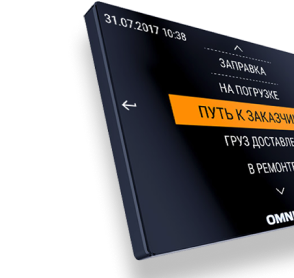 31.07.2017 10:38
ЗАПРАВКА
НА ПОГРУЗКЕ
ПУТЬ К ЗАКАЗЧИ
ГРУЗ ДОСТАВЛЕ
В РЕМОНТЕ
OMNI